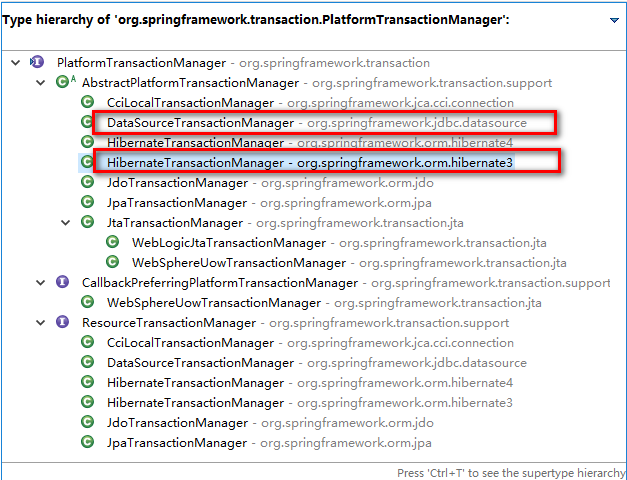 Type hierarchy of 'org.springframework.transaction.PlatformTransactionManager':
PlatformTransactionManager - org.springframework.transaction
AbstractPlatformTransactionManager - org.springframework.transaction.support
CciLocalTransactionManager - org.springframework.jca.cci.connection
DataSourceTransactionManager - org.springframework.jdbc.datasource
HibernateTransactionManager - org.springframework.orm.hibernate4
HibernateTransactionManager - org.springframework.orm.hibernate3
JdoTransactionManager - org.springframework.orm.jdo
JpaTransactionManager - org.springframework.orm.jpa
JtaTransactionManager - org.springframework.transaction.jta
WebLogicJtaTransactionManager - org.springframework.transaction.jta
WebSphereUowTransactionManager - org.springframework.transaction.jta
CallbackPreferringPlatformTransactionManager - org.springframework.transaction.support
WebSphereUowTransactionManager - org.springframework.transaction.jta
ResourceTransactionManager - org.springframework.transaction.support
CciLocalTransactionManager - org.springframework.jca.cci.connection
DataSourceTransactionManager - org.springframework.jdbc.datasource
HibernateTransactionManager - org.springframework.orm.hibernate4
HibernateTransactionManager - org.springframework.orm.hibernate3
JdoTransactionManager - org.springframework.orm.jdo
JpaTransactionManager - org.springframework.orm.jpa
Press 'Ctrl+T' to see the supertype hierarchy